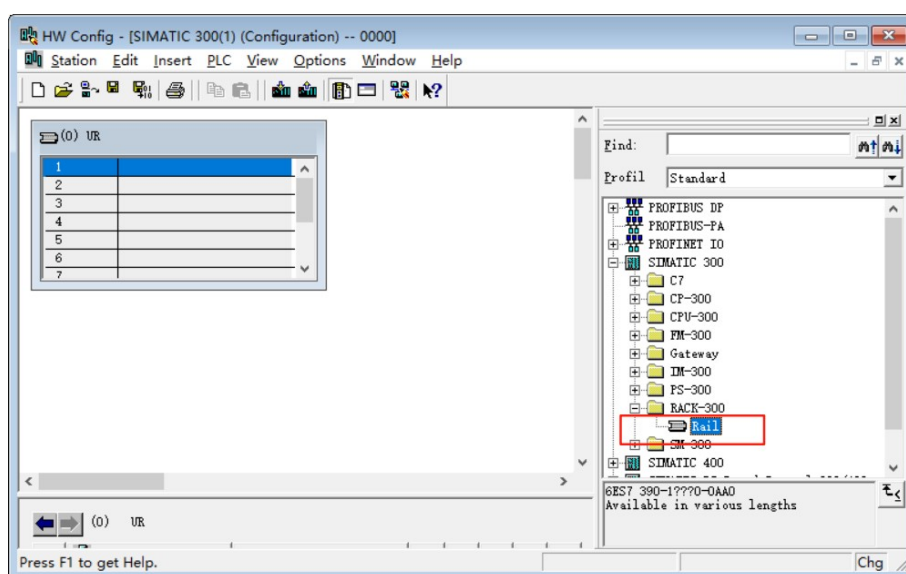 HW Config - [SIMATIC 300(1) (Configuration) -- 0000]
Station Edit Insert PLC View Options Window Help
(0) UR
1
2
3
4
5
6
7
Find:
Profil Standard
PROFIBUS DP
PROFIBUS-PA
PROFINET IO
SIMATIC 300
C7
CP-300
CPU-300
FM-300
Gateway
IM-300
PS-300
RACK-300
Rail
SM-300
SIMATIC 400
6ES7 390-1???0-0AA0
Available in various lengths
(0) UR
Press F1 to get Help.
Chg